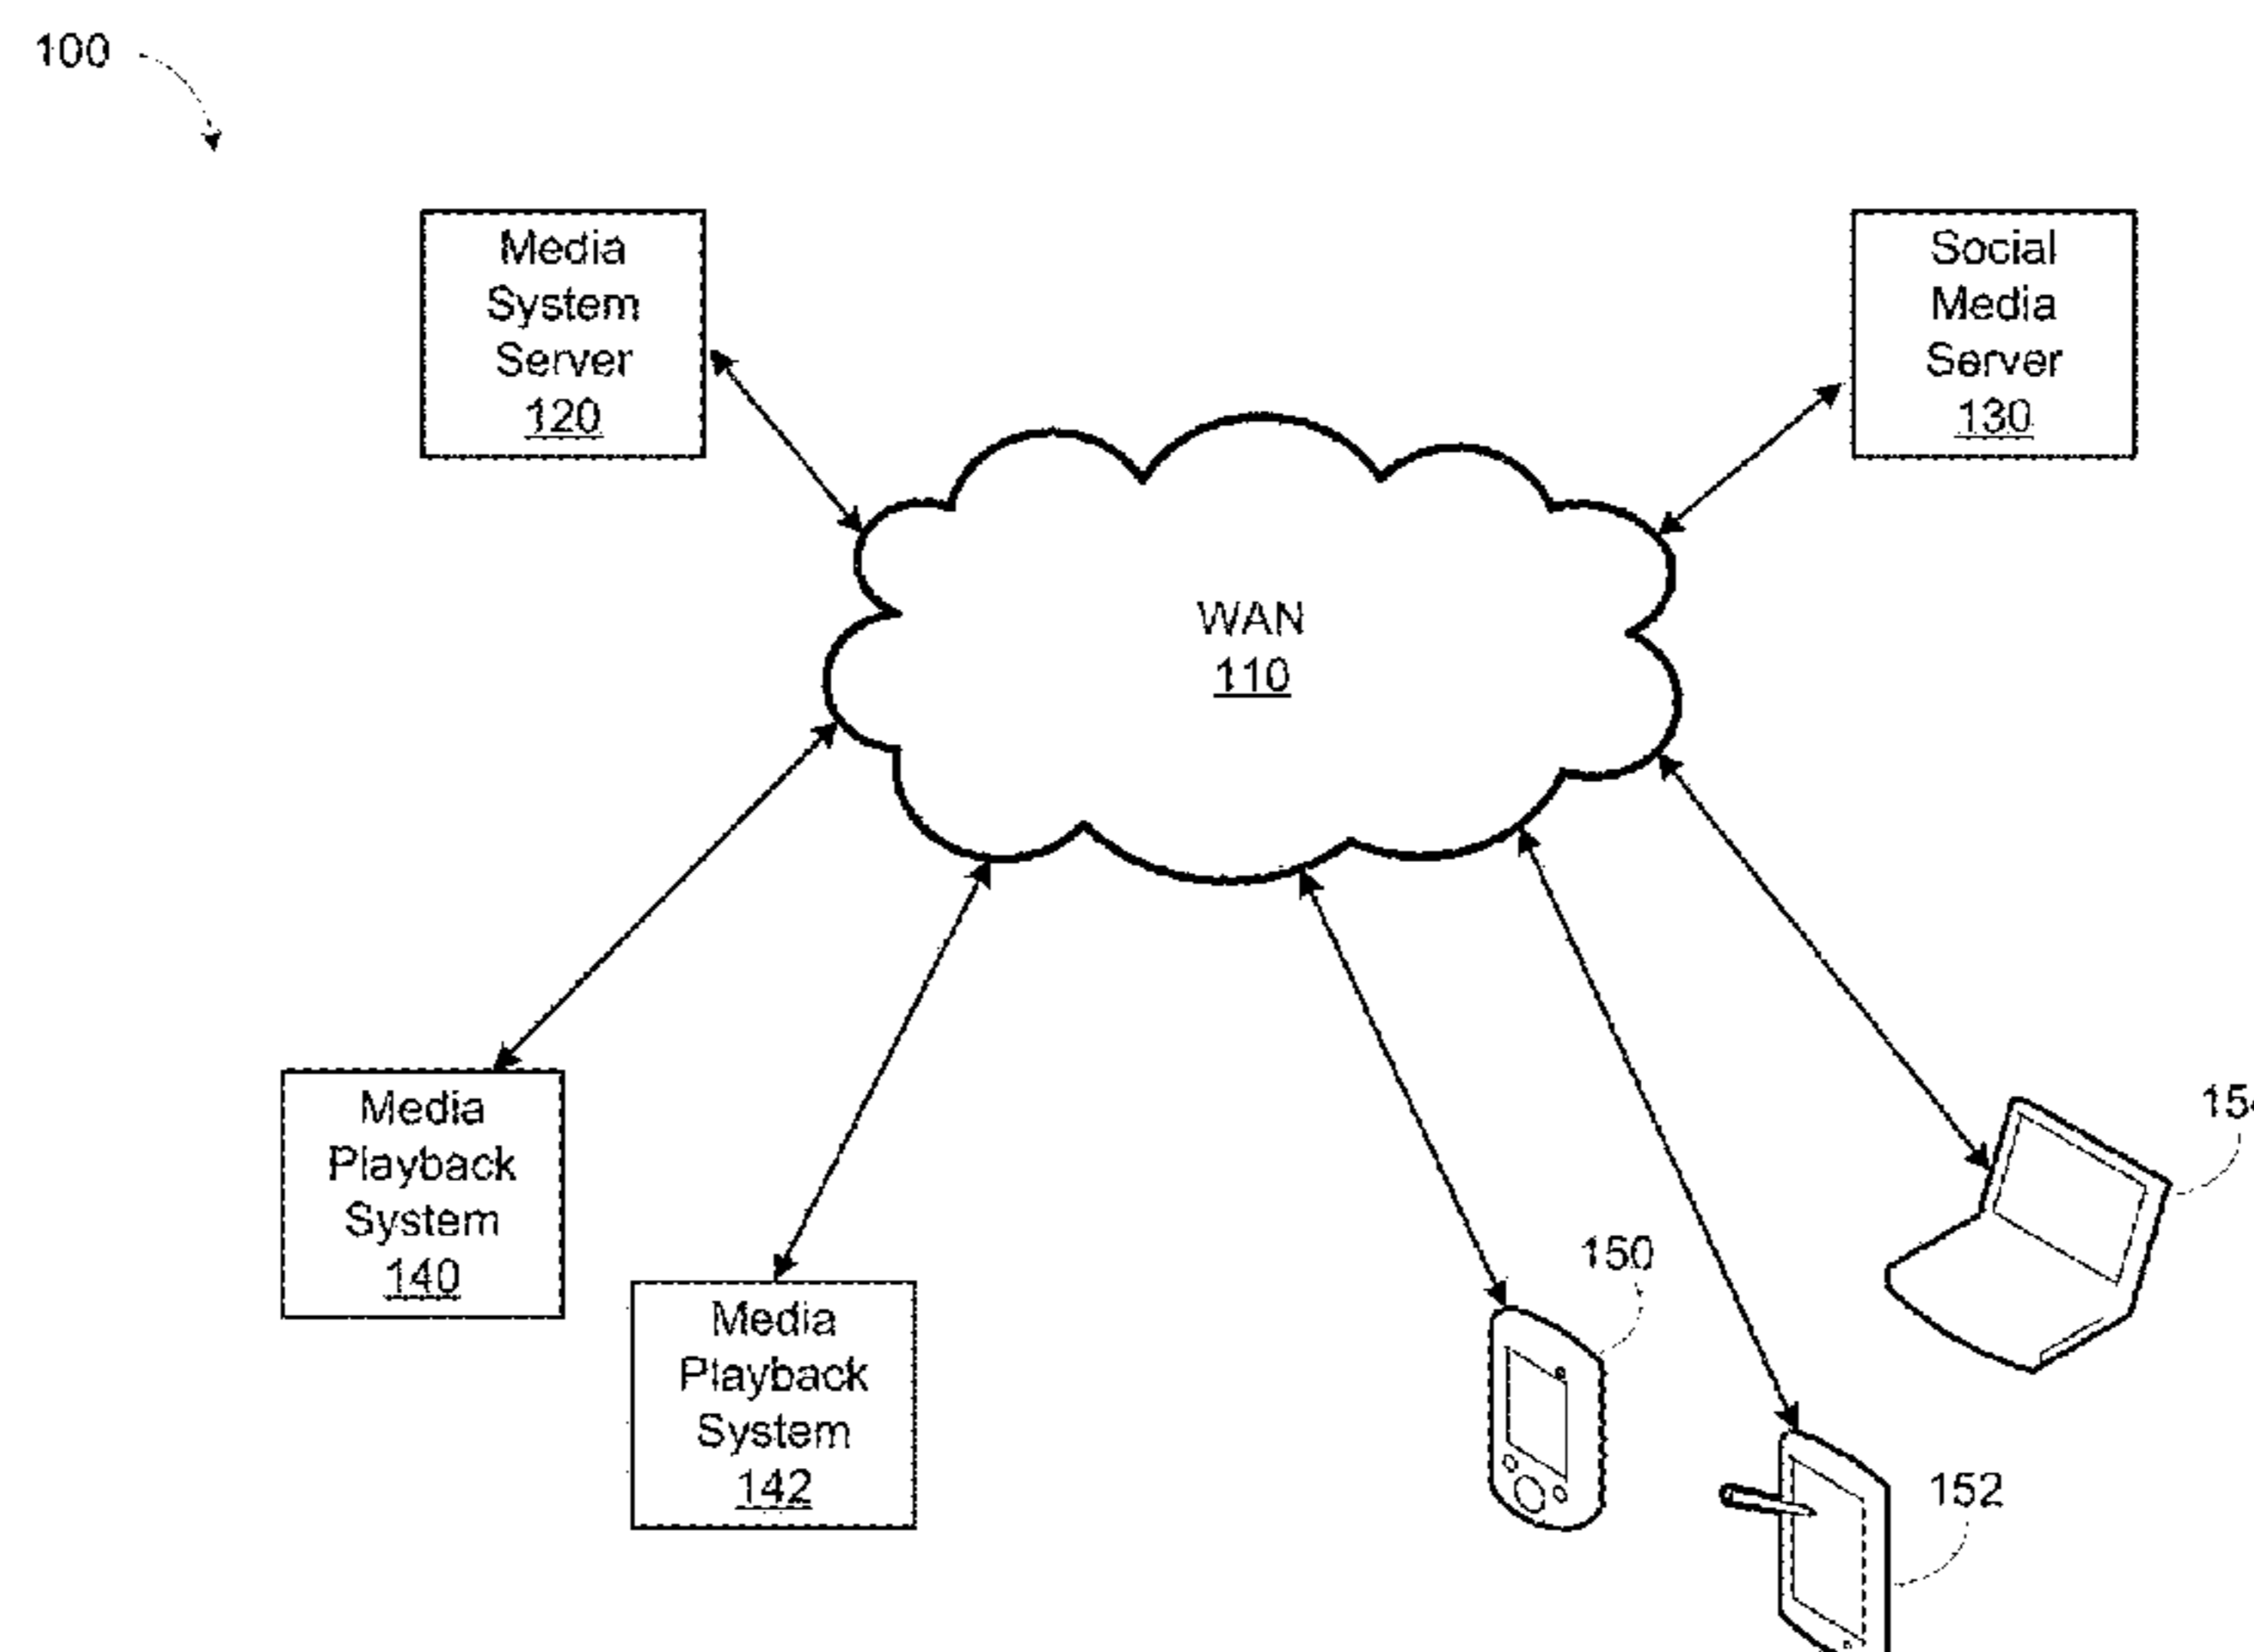 100
Media
System
Server
120
Social
Media
Server
130
WAN
110
Media
Playback
System
140
Media
Playback
System
142
150
152